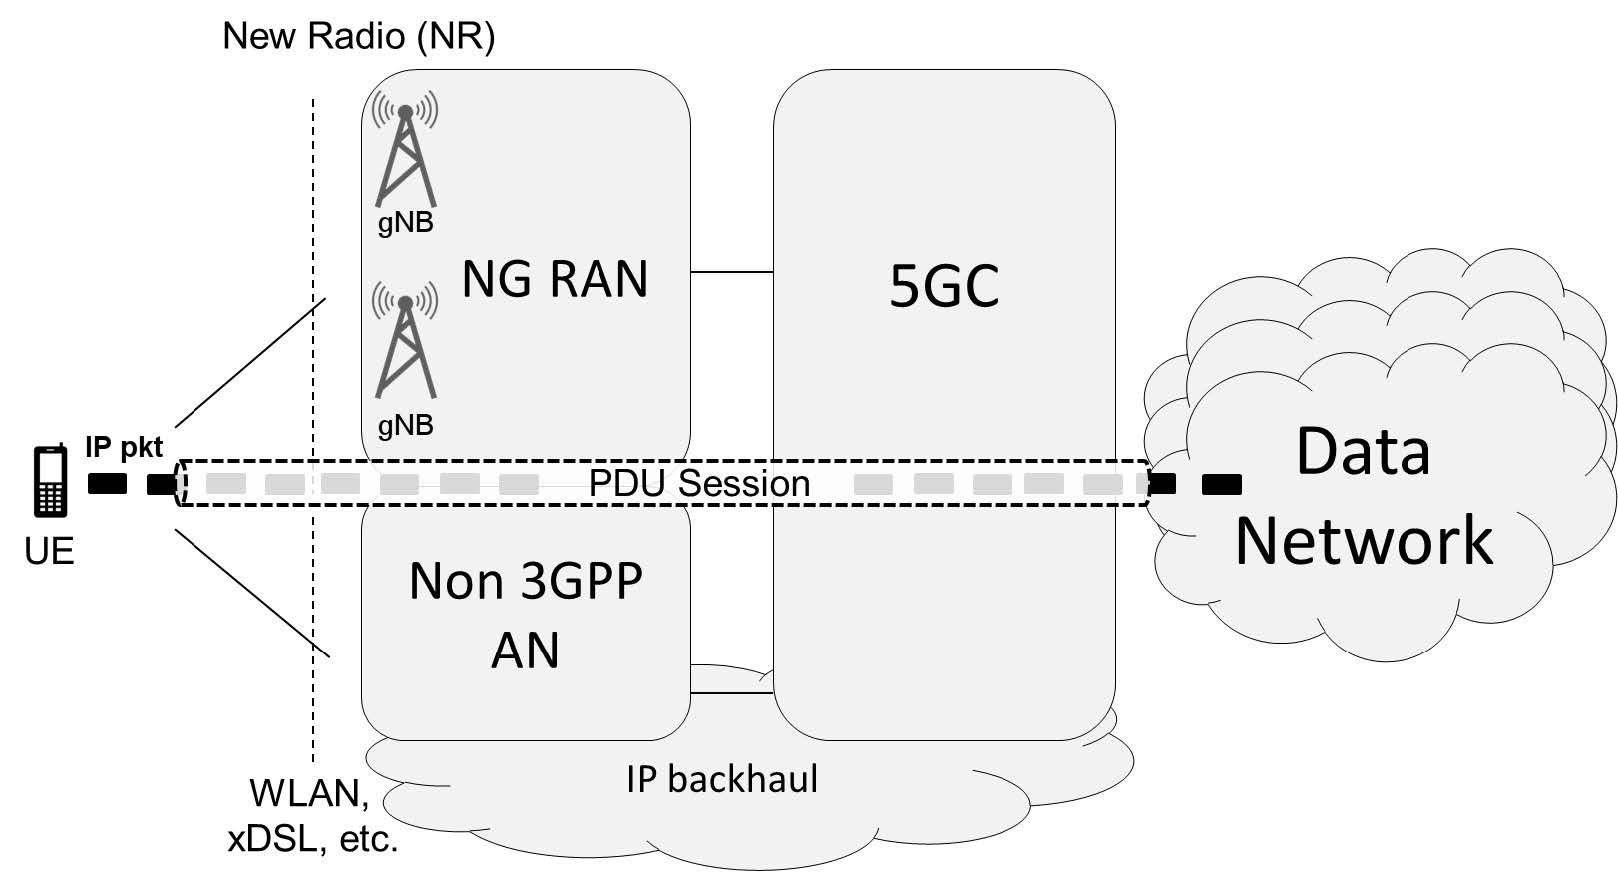 New Radio (NR)
gNB
NG RAN
5GC
gNB
IP pkt
UE
PDU Session
Data
Network
Non 3GPP
AN
IP backhaul
WLAN,
xDSL, etc.